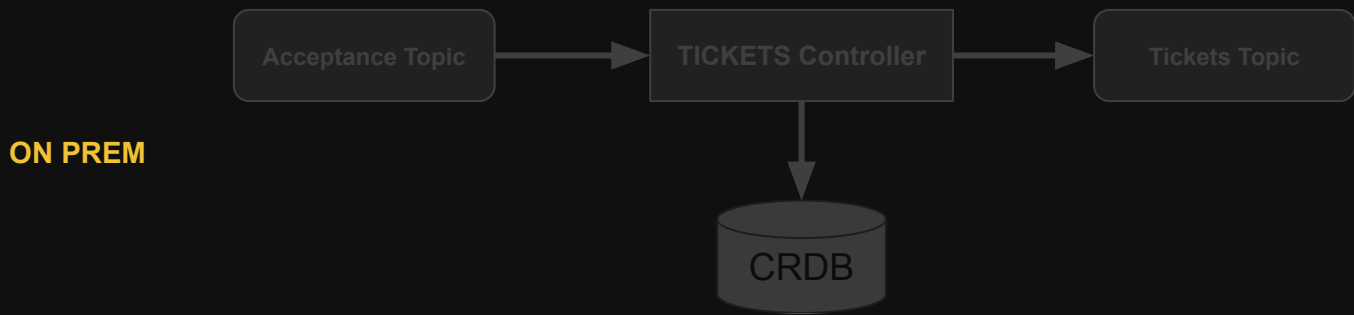 Acceptance Topic
TICKETS Controller
Tickets Topic
ON PREM
CRDB